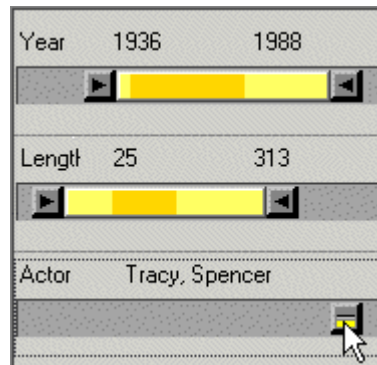 Year 1936 1988
Length 25 313
Actor Tracy, Spencer